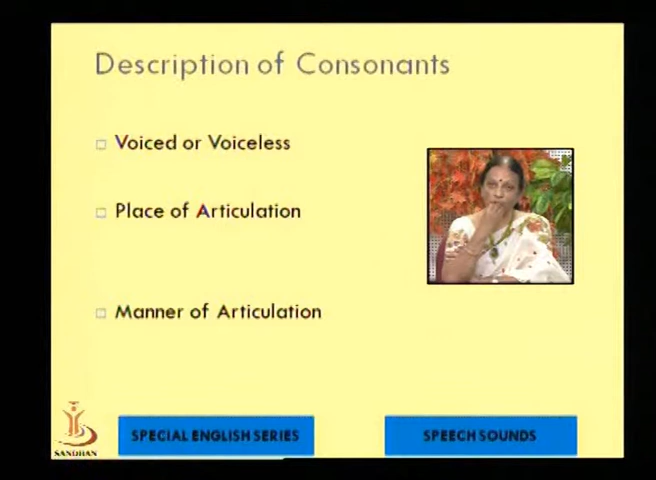 Description of Consonants
Voiced or Voiceless
Place of Articulation
Manner of Articulation
SANDHAN
SPECIAL ENGLISH SERIES
SPEECH SOUNDS